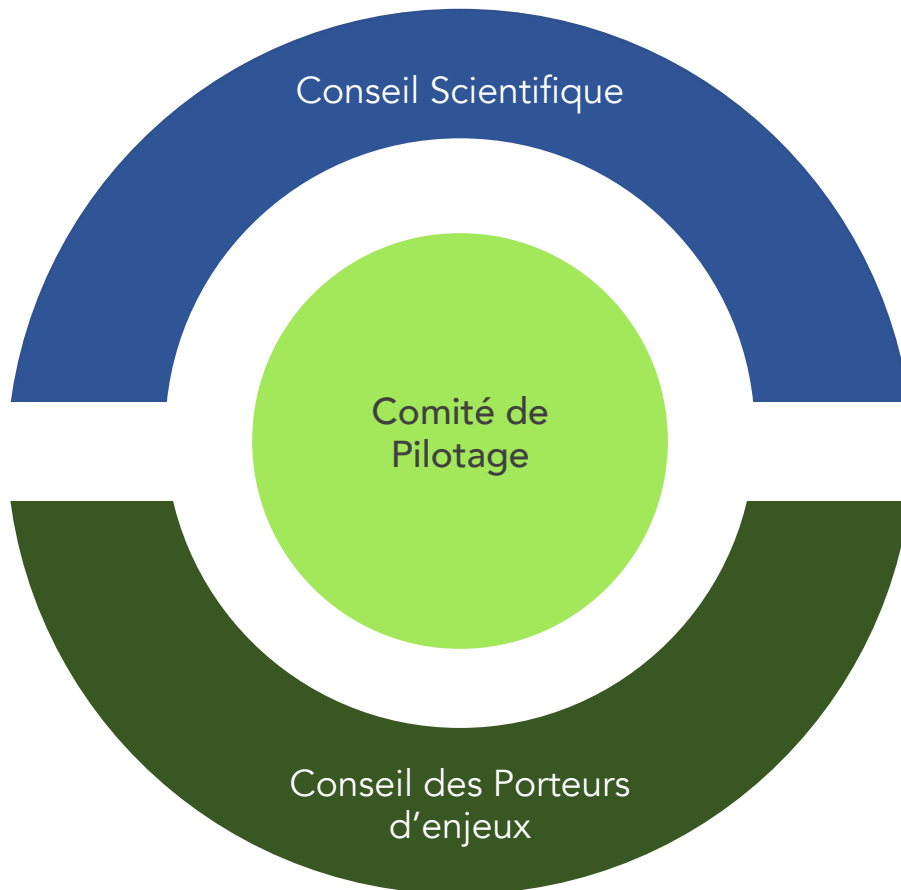 Conseil Scientifique
Comité de
Pilotage
Conseil des Porteurs
d’enjeux